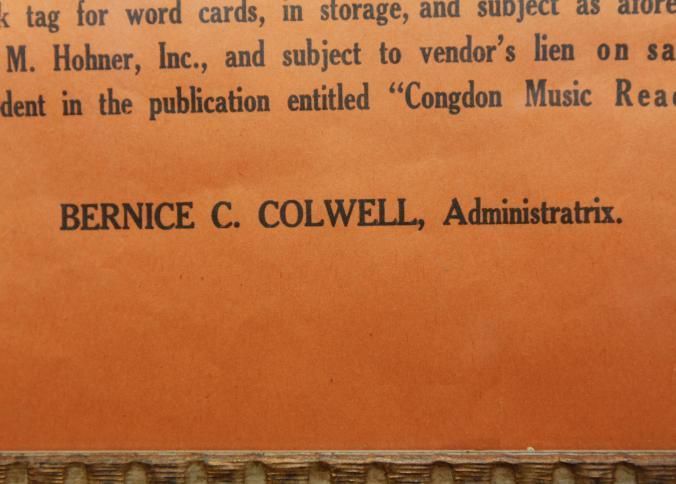 k tag for word cards, in storage, and subject as afore
M. Hohner, Inc., and subject to vendor's lien on sa
dent in the publication entitled "Congdon Music Read
BERNICE C. COLWELL, Administratrix.